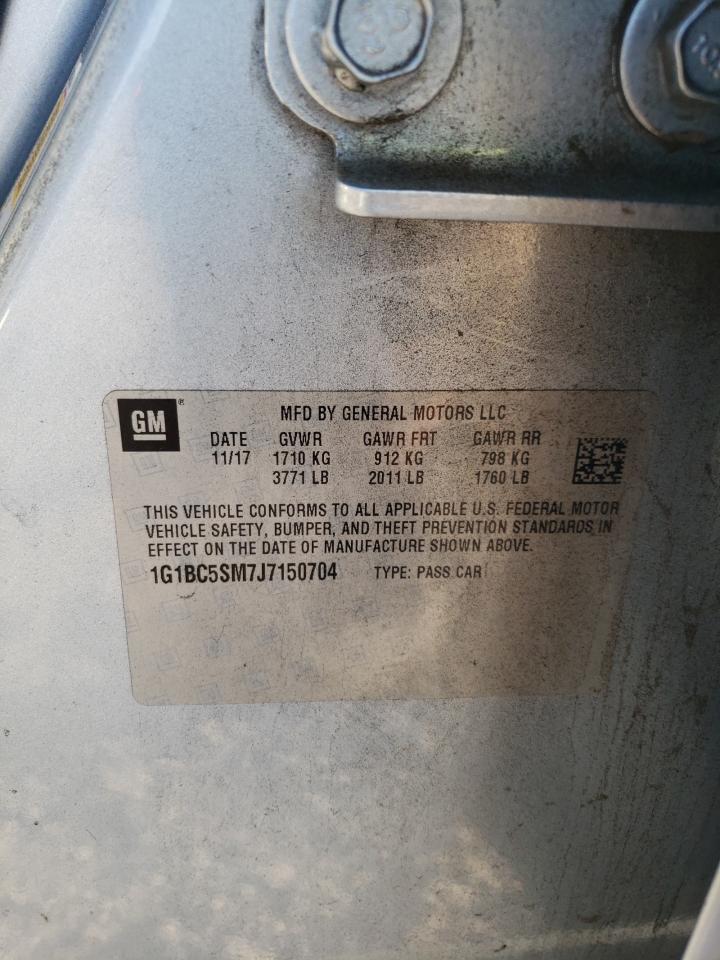 GM ®
MFD BY GENERAL MOTORS LLC
DATE GVWR GAWR FRT GAWR RR
11/17 1710 KG 912 KG 798 KG
3771 LB 2011 LB 1760 LB
THIS VEHICLE CONFORMS TO ALL APPLICABLE U.S. FEDERAL MOTOR
VEHICLE SAFETY, BUMPER, AND THEFT PREVENTION STANDARDS IN
EFFECT ON THE DATE OF MANUFACTURE SHOWN ABOVE.
1G1BC5SM7J7150704 TYPE: PASS CAR